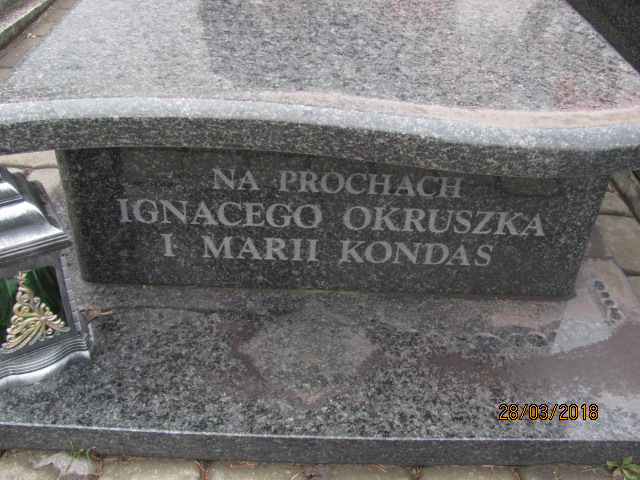 NA PROCHACH
IGNACEGO OKRUSZKA
I MARII KONDAS
28/03/2018